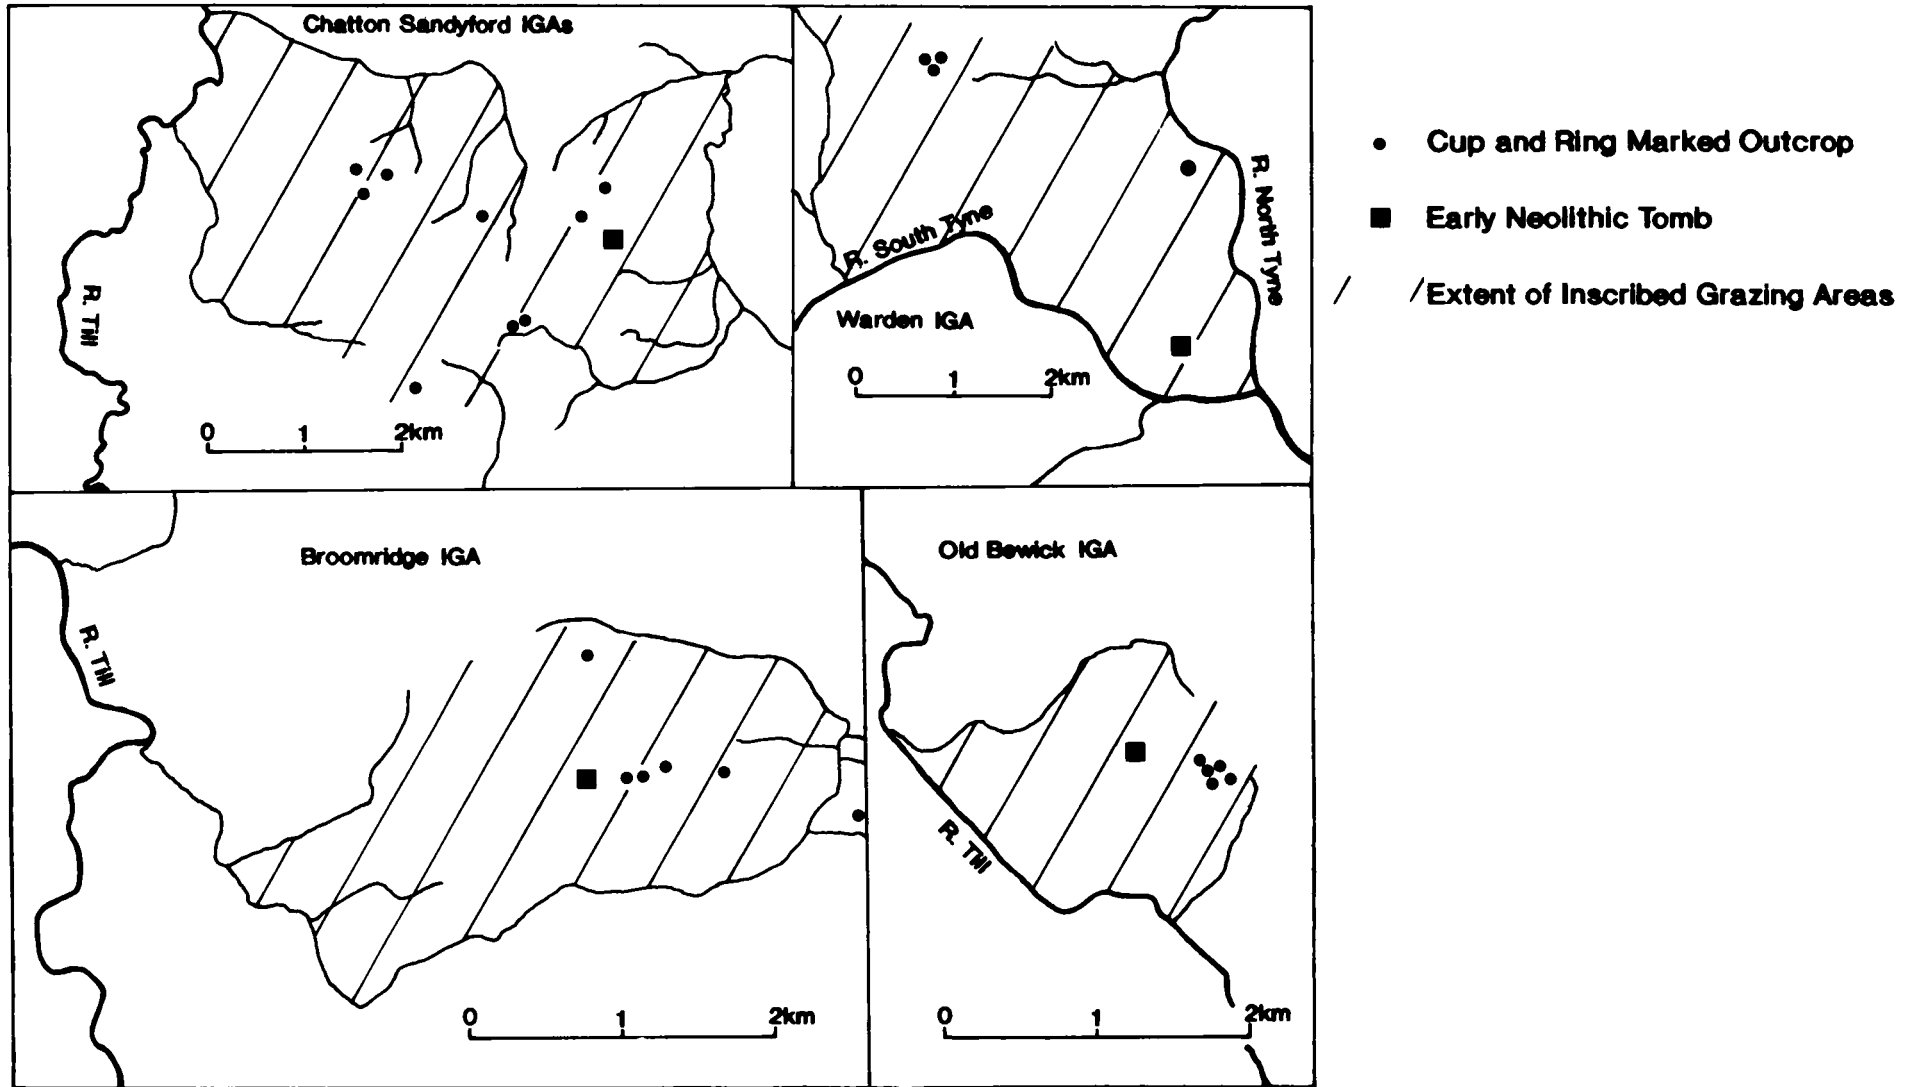 Chatton Sandyford IGAs
R. Till
0 1 2km
R. South Tyne
R. North Tyne
Warden IGA
0 1 2km
Cup and Ring Marked Outcrop
Early Neolithic Tomb
Extent of Inscribed Grazing Areas
Broomridge IGA
R. Till
0 1 2km
Old Bewick IGA
R. Till
0 1 2km